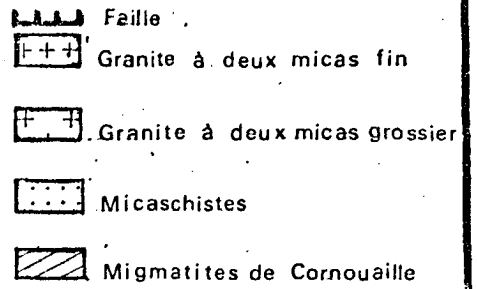 Faille
Granite à deux micas fin
Granite à deux micas grossier
Micaschistes
Migmatites de Cornouaille